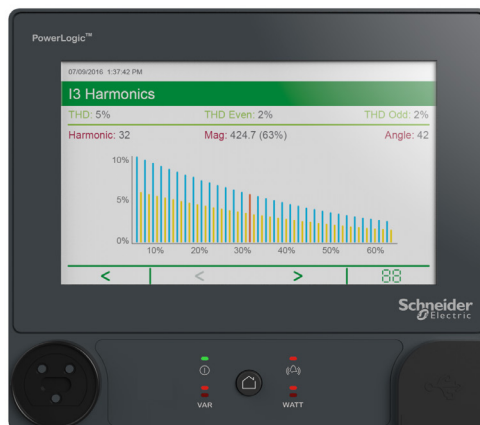 PowerLogic™
07/09/2016 1:37:42 PM
I3 Harmonics
THD: 5% THD Even: 2% THD Odd: 2%
Harmonic: 32 Mag: 424.7 (63%) Angle: 42
10%
5%
0%
10% 20% 30% 40% 50% 60%
< < > 88
Schneider
Electric
VAR WATT